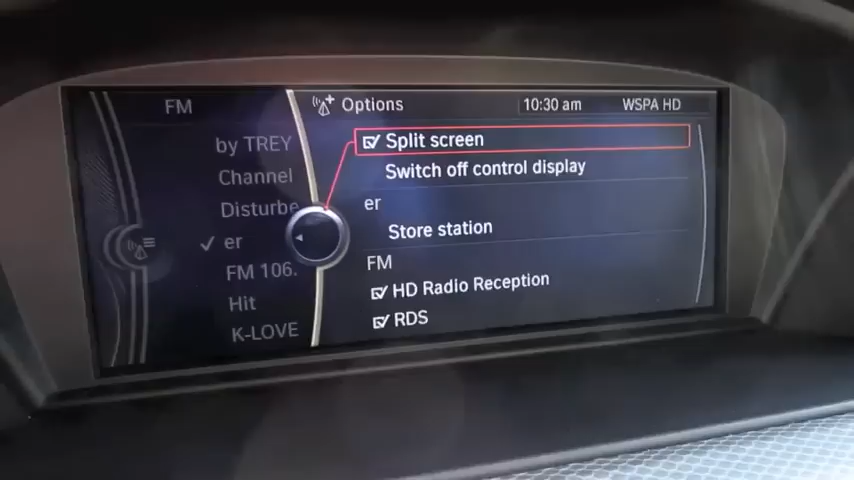 FM
by TREY
Channel
Disturbe
er
FM 106.
Hit
K-LOVE
Options
10:30 am
WSPA HD
Split screen
Switch off control display
er
Store station
FM
HD Radio Reception
RDS